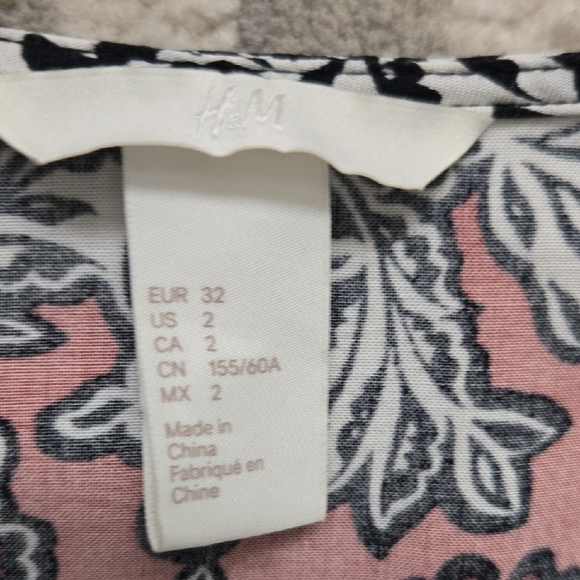 H&M
EUR 32
US 2
CA 2
CN 155/60A
MX 2
Made in
China
Fabriqué en
Chine